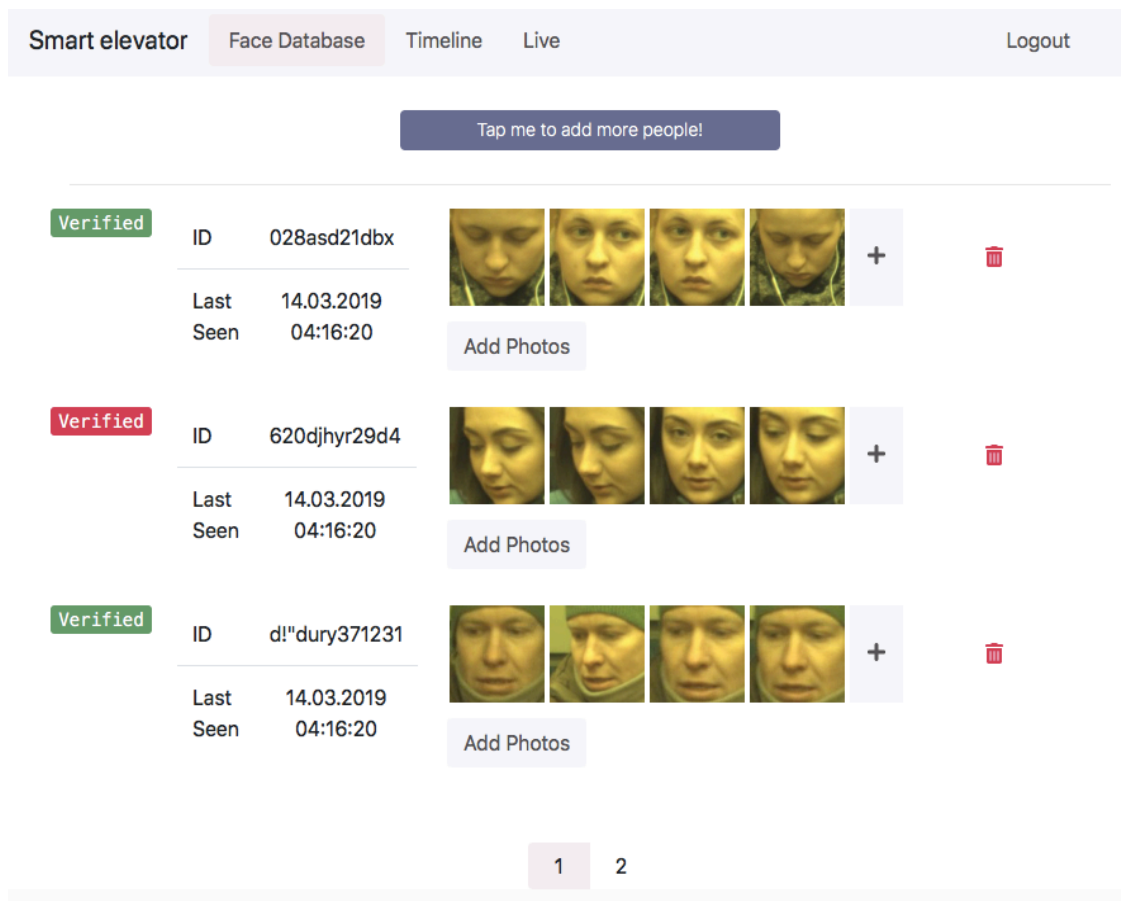 Smart elevator Face Database Timeline Live Logout
Tap me to add more people!
Verified
ID 028asd21dbx
Last 14.03.2019
Seen 04:16:20
+
Add Photos
Verified
ID 620djhyr29d4
Last 14.03.2019
Seen 04:16:20
+
Add Photos
Verified
ID d!"dury371231
Last 14.03.2019
Seen 04:16:20
+
Add Photos
1 2